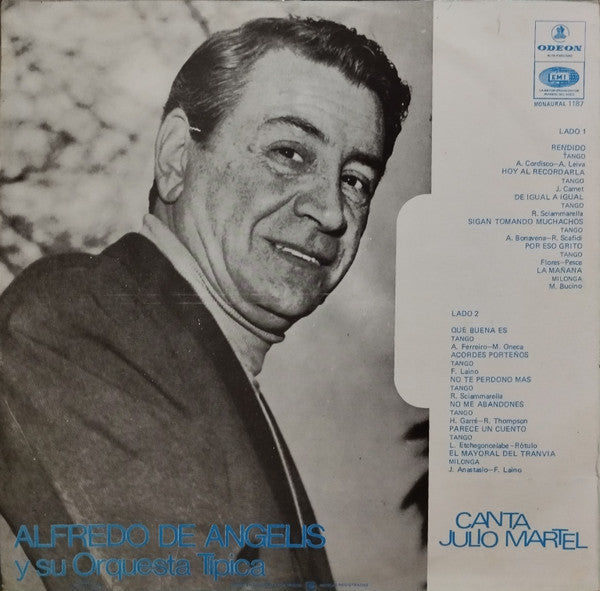 ODEON
EMI
MONAURAL 1187
LADO 1
RENDIDO
TANGO
A. Cordisco–A. Leiva
HOY AL RECORDARLA
TANGO
J. Camet
DE IGUAL A IGUAL
TANGO
R. Sciammarella
SIGAN TOMANDO MUCHACHOS
TANGO
A. Bonavena–R. Scafidi
POR ESO GRITO
TANGO
Flores–Pesce
LA MAÑANA
MILONGA
M. Bucino
LADO 2
QUE BUENA ES
TANGO
A. Ferreiro–M. Oneca
ACORDES PORTEÑOS
TANGO
F. Laino
NO TE PERDONO MAS
TANGO
R. Sciammarella
NO ME ABANDONES
TANGO
H. Garré–R. Thompson
PARECE UN CUENTO
TANGO
L. Etchegoncelabe–Rótulo
EL MAYORAL DEL TRANVIA
MILONGA
J. Anastasio–F. Laino
ALFREDO DE ANGELIS
y su Orquesta Típica
CANTA
JULIO MARTEL